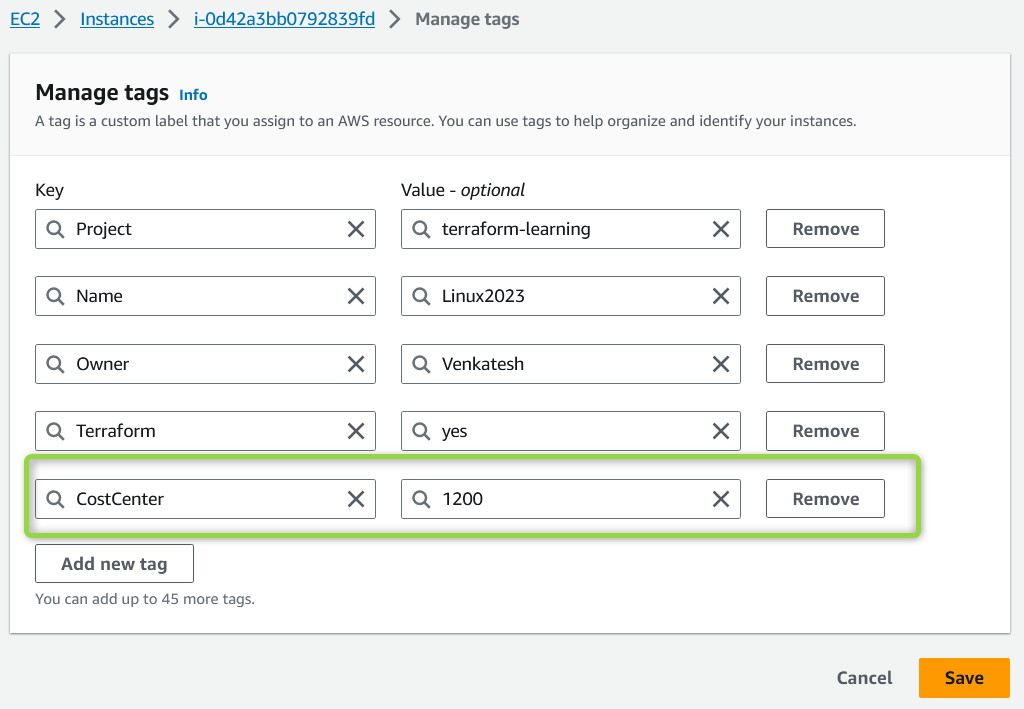 EC2 > Instances > i-0d42a3bb0792839fd > Manage tags
Manage tags Info
A tag is a custom label that you assign to an AWS resource. You can use tags to help organize and identify your instances.
Key Value - optional
Project terraform-learning Remove
Name Linux2023 Remove
Owner Venkatesh Remove
Terraform yes Remove
CostCenter 1200 Remove
Add new tag
You can add up to 45 more tags.
Cancel Save